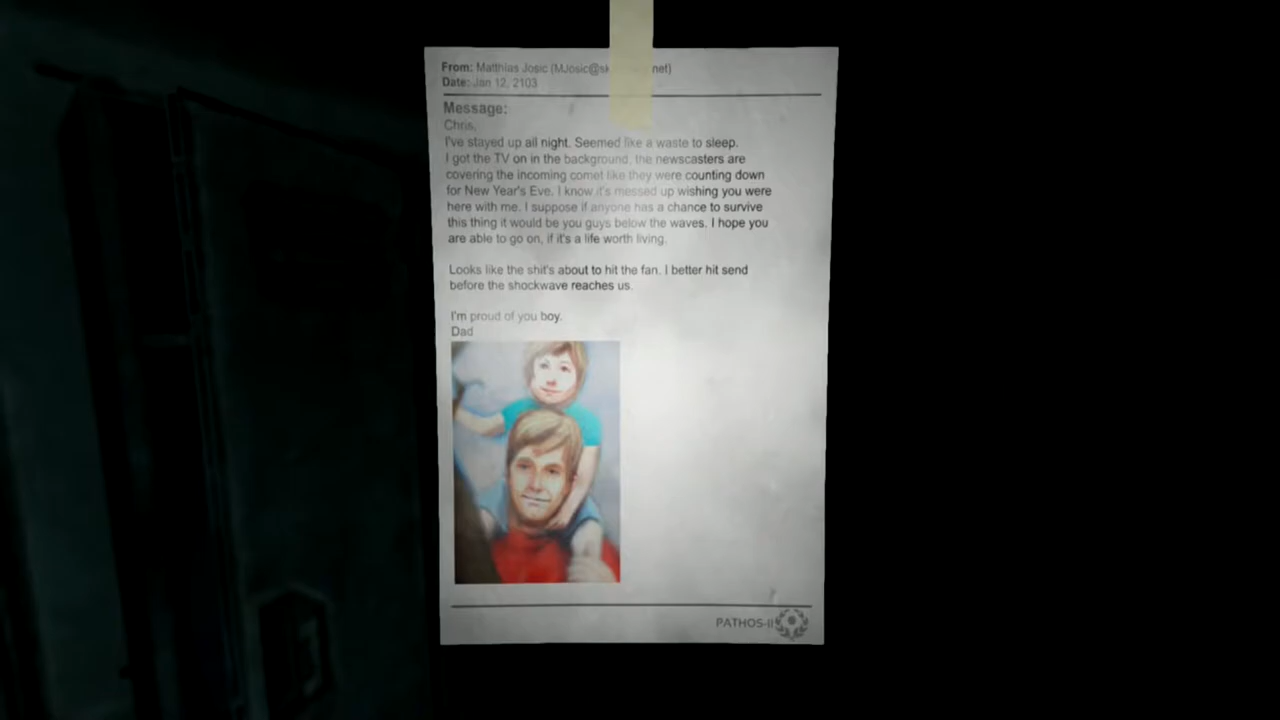 From: Matthias Josic (MJosic@sk net)
Date: Jan 12, 2103
Message:
Chris,
I've stayed up all night. Seemed like a waste to sleep.
I got the TV on in the background, the newscasters are
covering the incoming comet like they were counting down
for New Year's Eve. I know it's messed up wishing you were
here with me. I suppose if anyone has a chance to survive
this thing it would be you guys below the waves. I hope you
are able to go on, if it's a life worth living.
Looks like the shit's about to hit the fan. I better hit send
before the shockwave reaches us.
I'm proud of you boy.
Dad
PATHOS-II